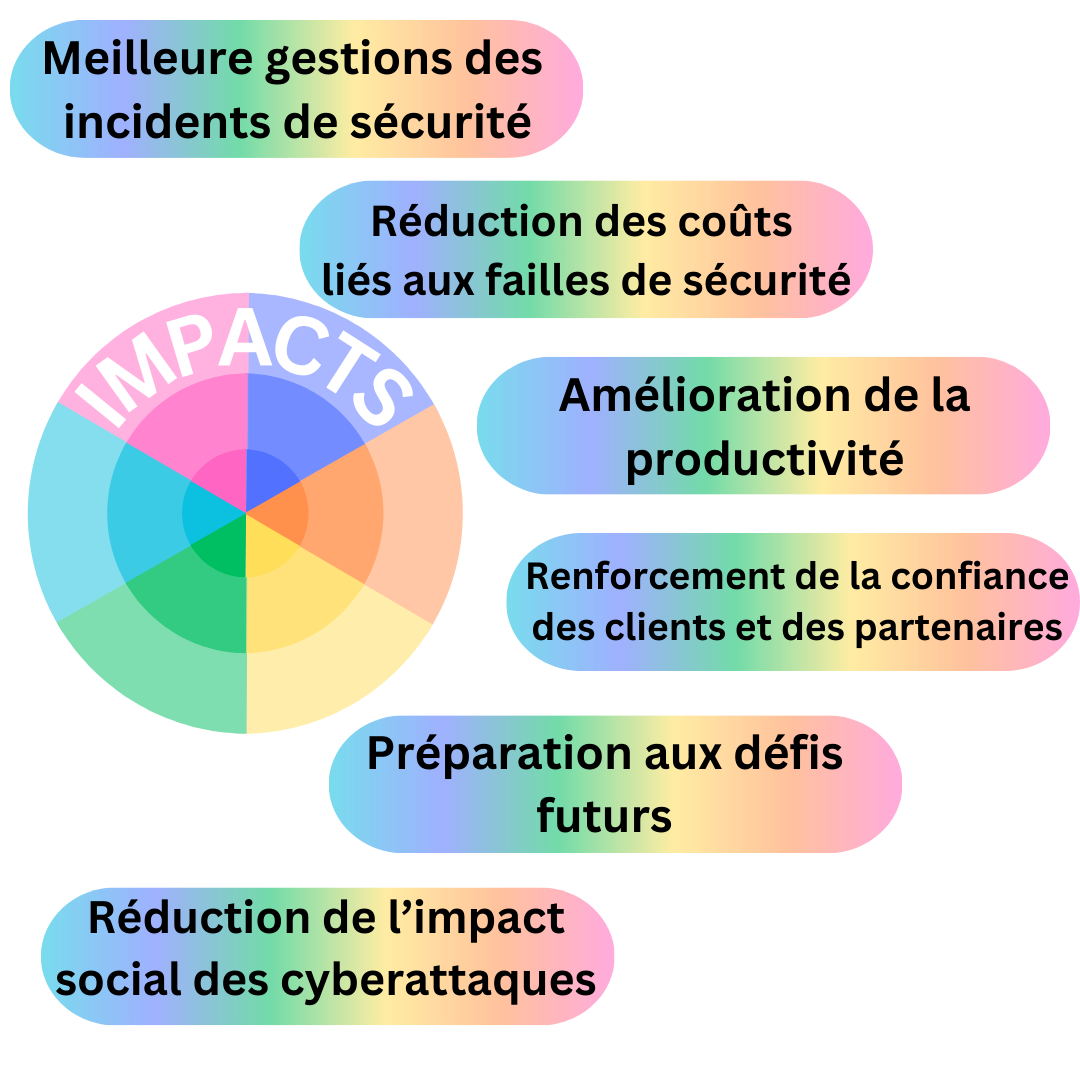 Meilleure gestions des
incidents de sécurité
Réduction des coûts
liés aux failles de sécurité
IMPACTS
Amélioration de la
productivité
Renforcement de la confiance
des clients et des partenaires
Préparation aux défis
futurs
Réduction de l’impact
social des cyberattaques